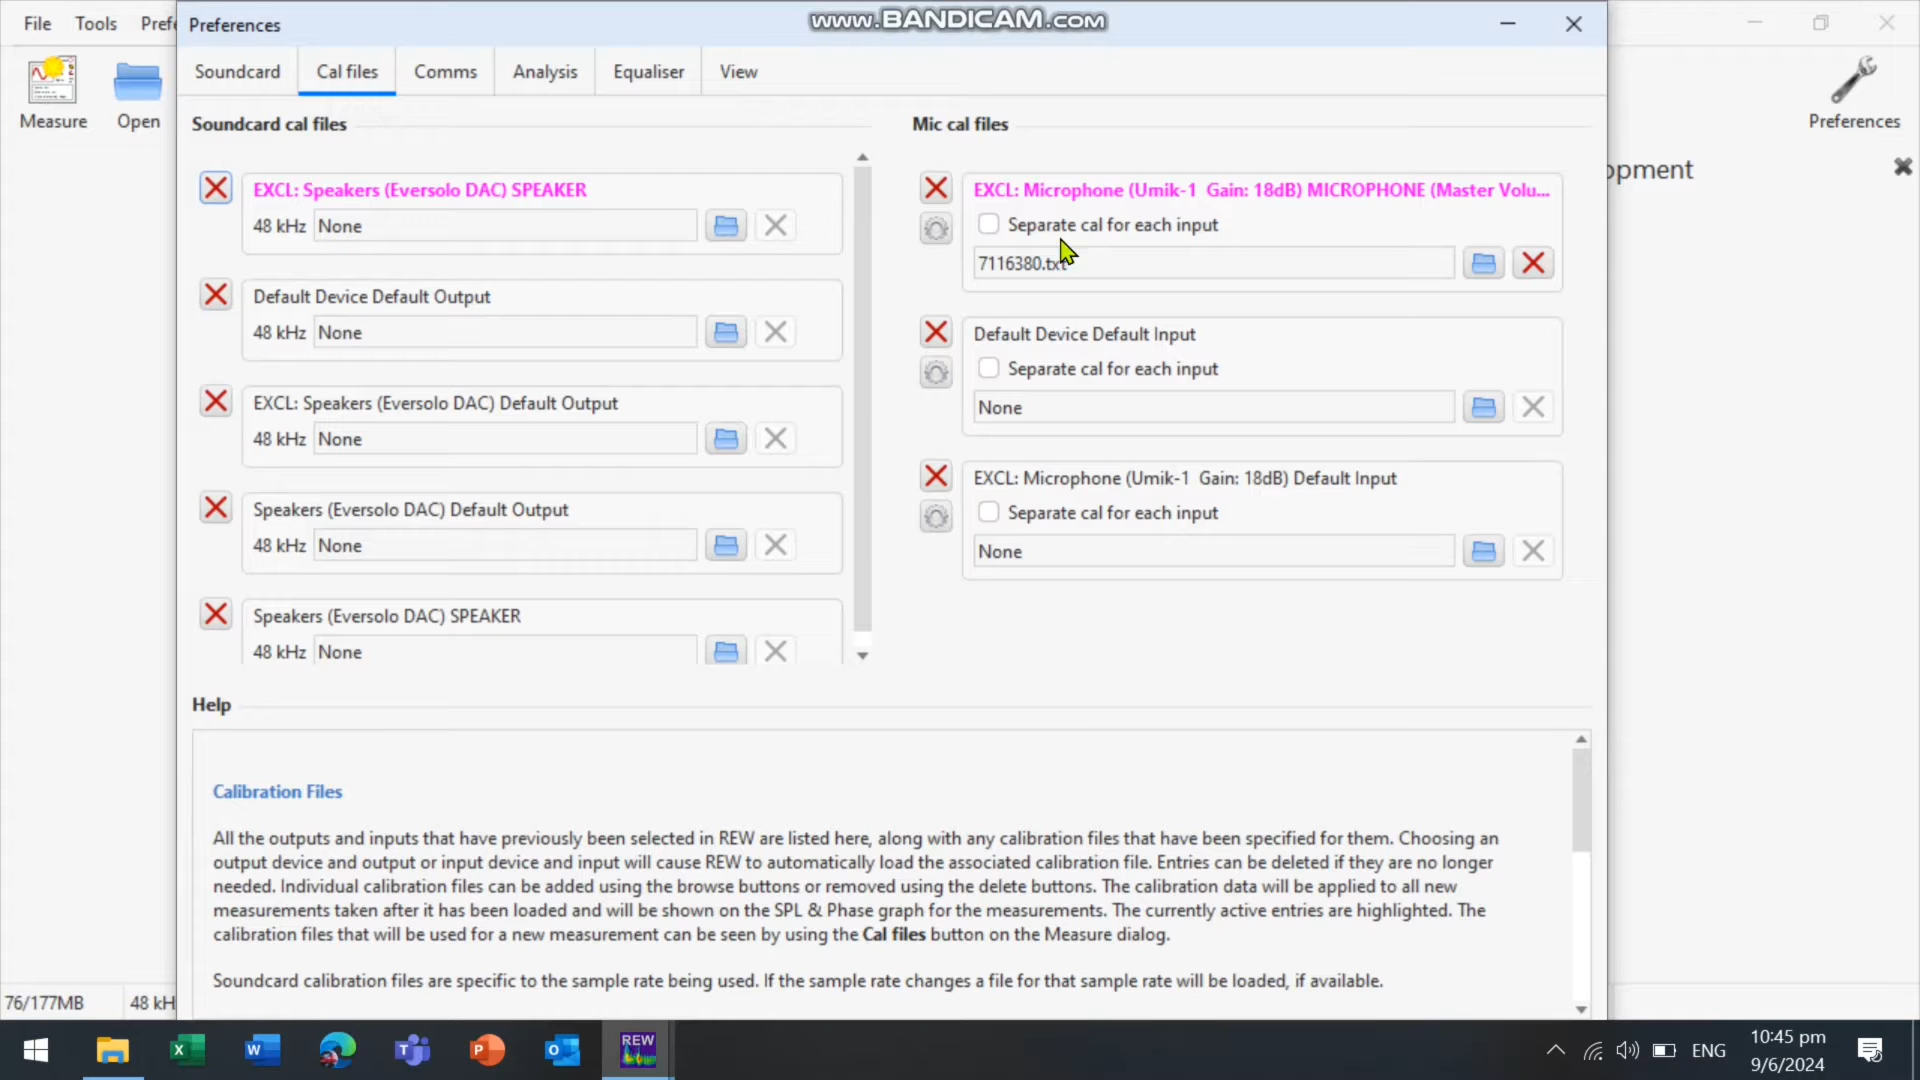 File Tools Pref
Preferences
www.BANDICAM.com
Measure
Open
Soundcard
Cal files
Comms
Analysis
Equaliser
View
Preferences
opment
Soundcard cal files
EXCL: Speakers (Eversolo DAC) SPEAKER
48 kHz None
Default Device Default Output
48 kHz None
EXCL: Speakers (Eversolo DAC) Default Output
48 kHz None
Speakers (Eversolo DAC) Default Output
48 kHz None
Speakers (Eversolo DAC) SPEAKER
48 kHz None
Mic cal files
EXCL: Microphone (Umik-1 Gain: 18dB) MICROPHONE (Master Volu...
Separate cal for each input
7116380.txt
Default Device Default Input
Separate cal for each input
None
EXCL: Microphone (Umik-1 Gain: 18dB) Default Input
Separate cal for each input
None
Help
Calibration Files
All the outputs and inputs that have previously been selected in REW are listed here, along with any calibration files that have been specified for them. Choosing an
output device and output or input device and input will cause REW to automatically load the associated calibration file. Entries can be deleted if they are no longer
needed. Individual calibration files can be added using the browse buttons or removed using the delete buttons. The calibration data will be applied to all new
measurements taken after it has been loaded and will be shown on the SPL & Phase graph for the measurements. The currently active entries are highlighted. The
calibration files that will be used for a new measurement can be seen by using the Cal files button on the Measure dialog.
Soundcard calibration files are specific to the sample rate being used. If the sample rate changes a file for that sample rate will be loaded, if available.
76/177MB
48 kH
REW
ENG
10:45 pm
9/6/2024